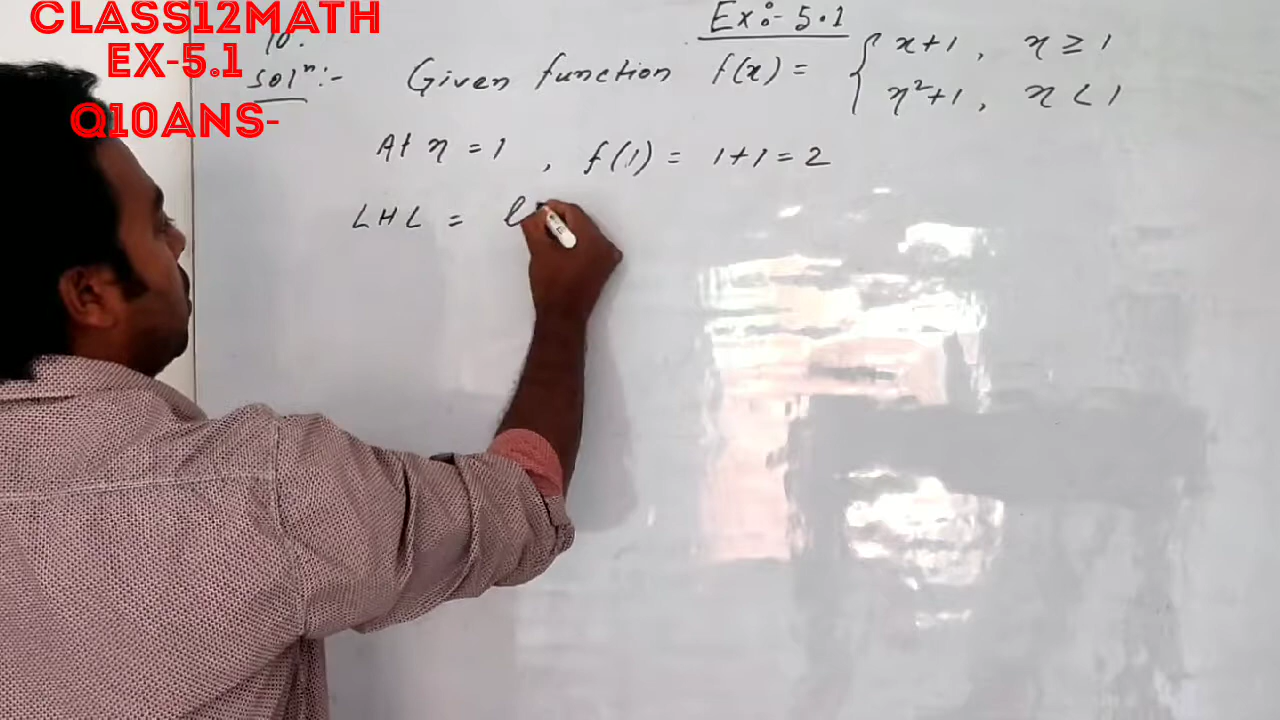 CLASS12MATH
EX-5.1
Q10ANS-
Ex:- 5.1
10.
Solⁿ:- Given function f(x) = { x+1, x ≥ 1
x²+1, x < 1
At x = 1, f(1) = 1+1 = 2
LHL =